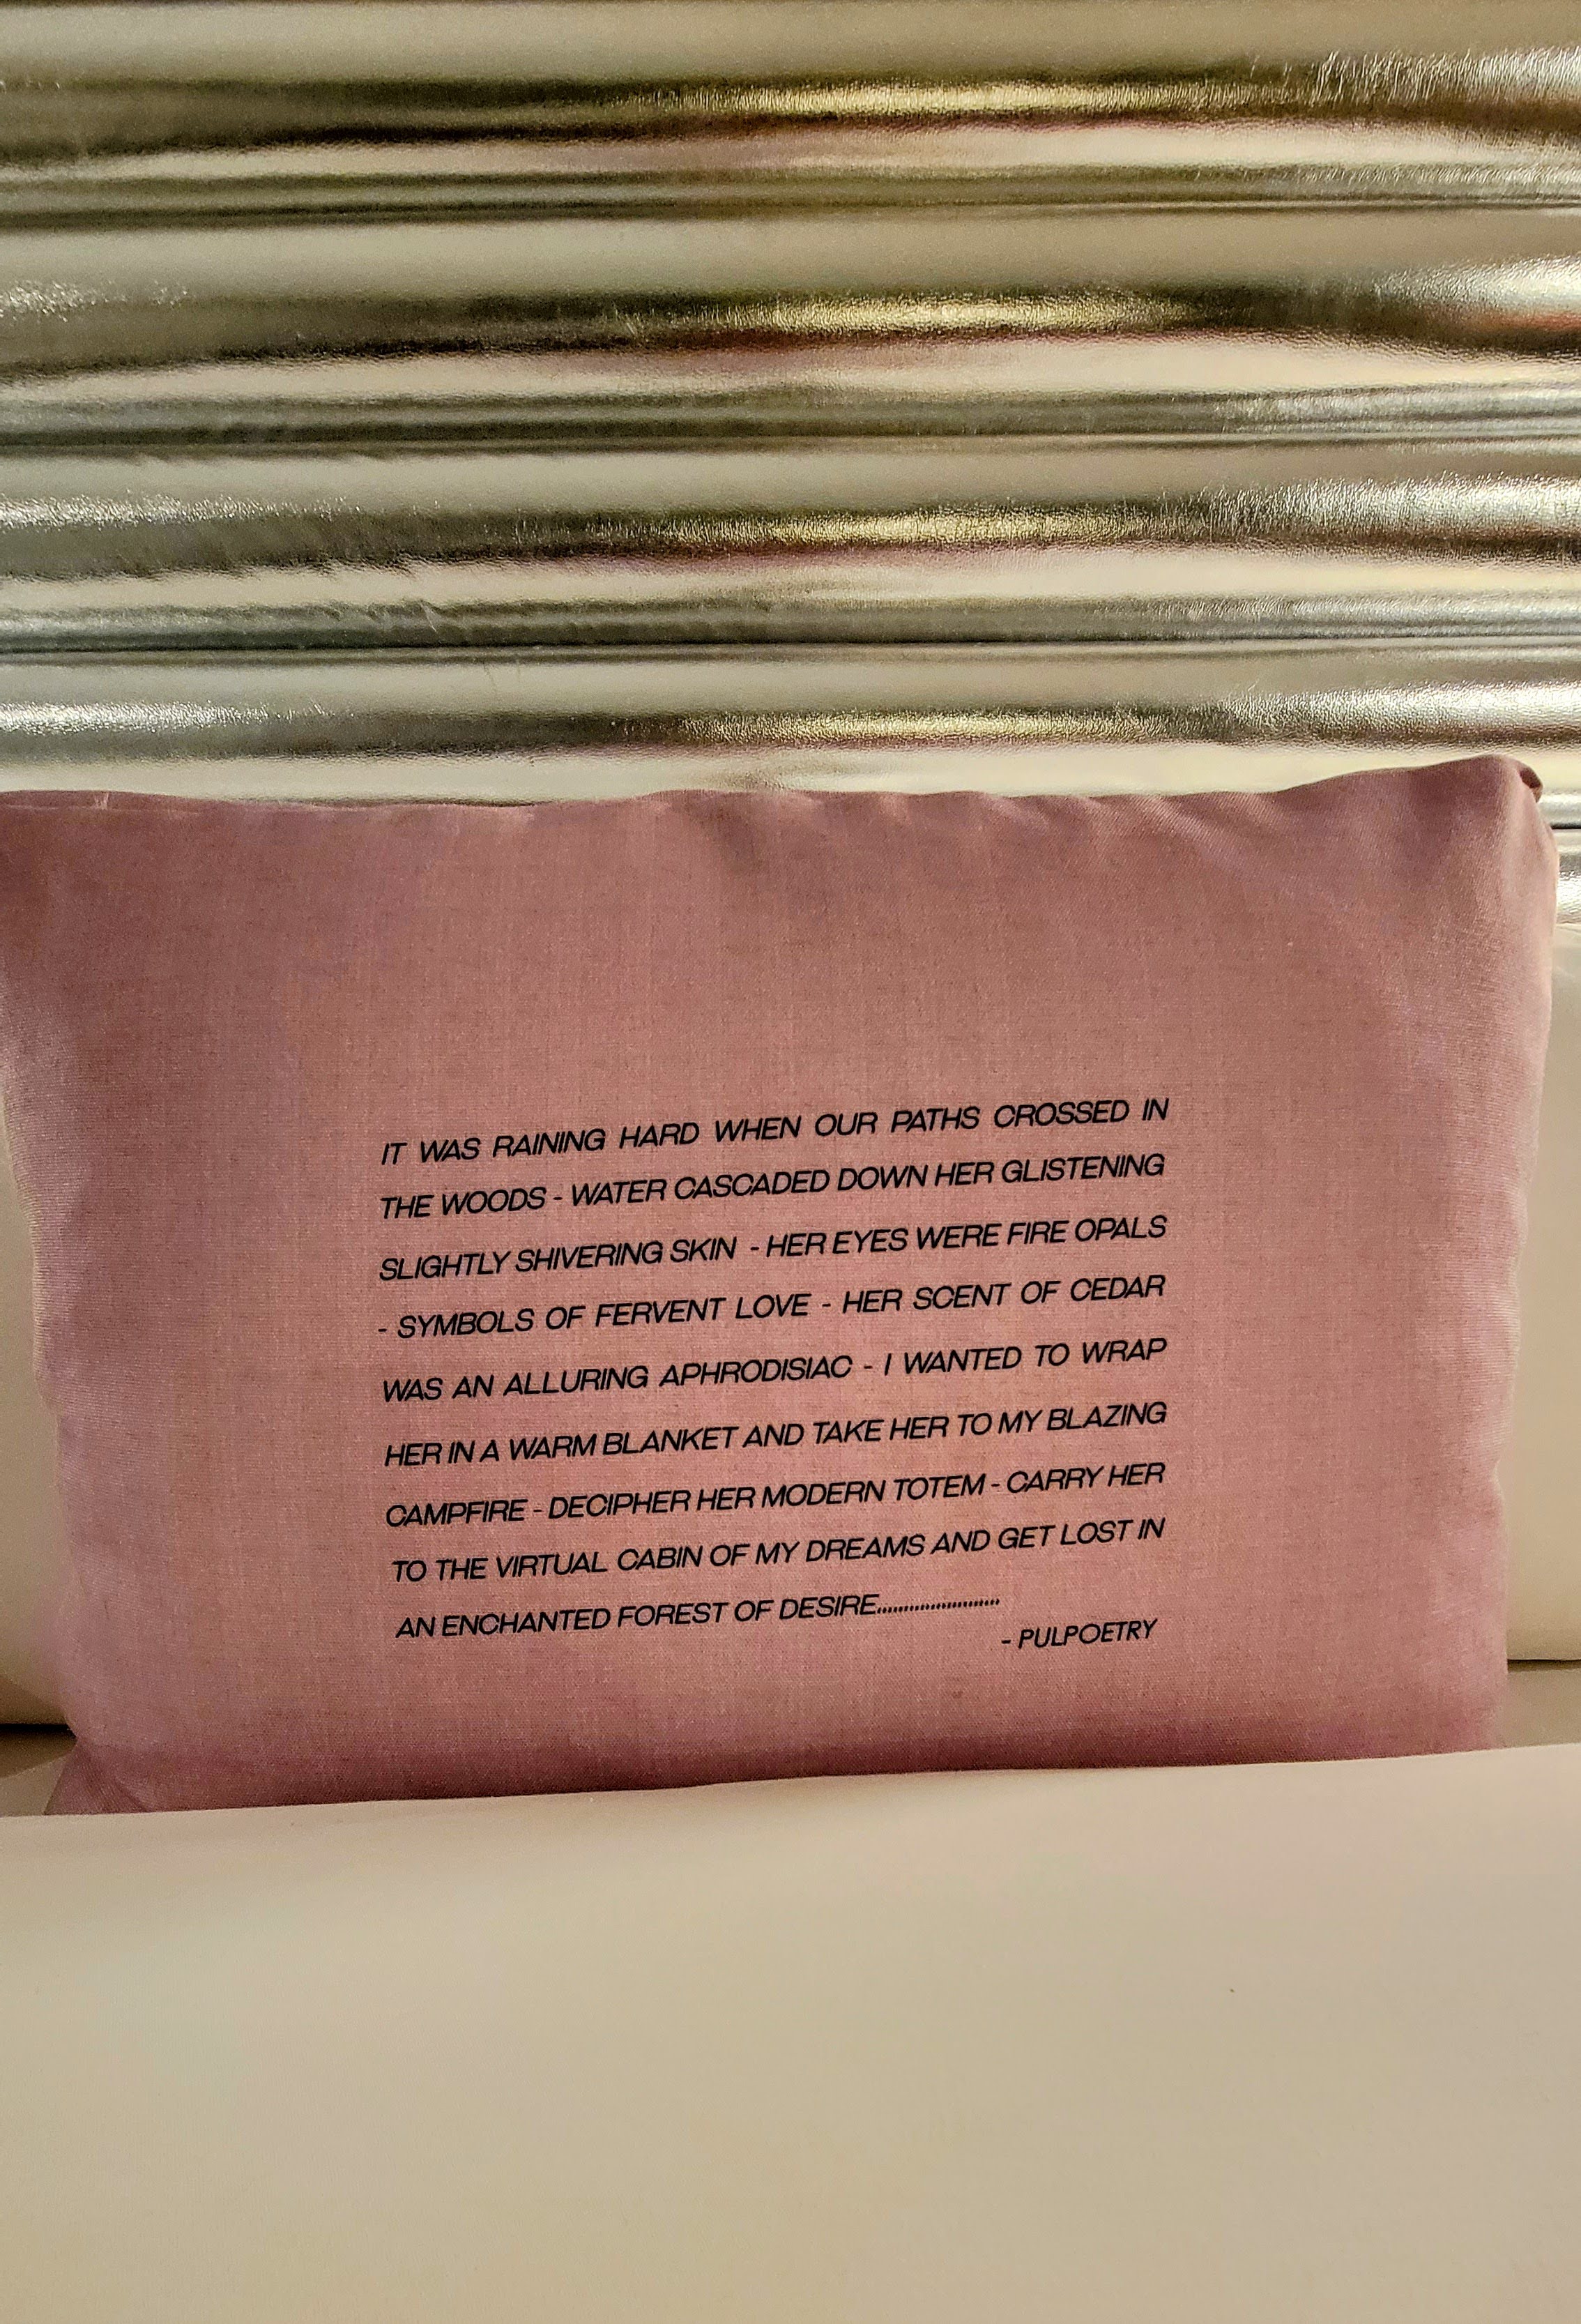 IT WAS RAINING HARD WHEN OUR PATHS CROSSED IN
THE WOODS - WATER CASCADED DOWN HER GLISTENING
SLIGHTLY SHIVERING SKIN - HER EYES WERE FIRE OPALS
- SYMBOLS OF FERVENT LOVE - HER SCENT OF CEDAR
WAS AN ALLURING APHRODISIAC - I WANTED TO WRAP
HER IN A WARM BLANKET AND TAKE HER TO MY BLAZING
CAMPFIRE - DECIPHER HER MODERN TOTEM - CARRY HER
TO THE VIRTUAL CABIN OF MY DREAMS AND GET LOST IN
AN ENCHANTED FOREST OF DESIRE.......................
- PULPOETRY